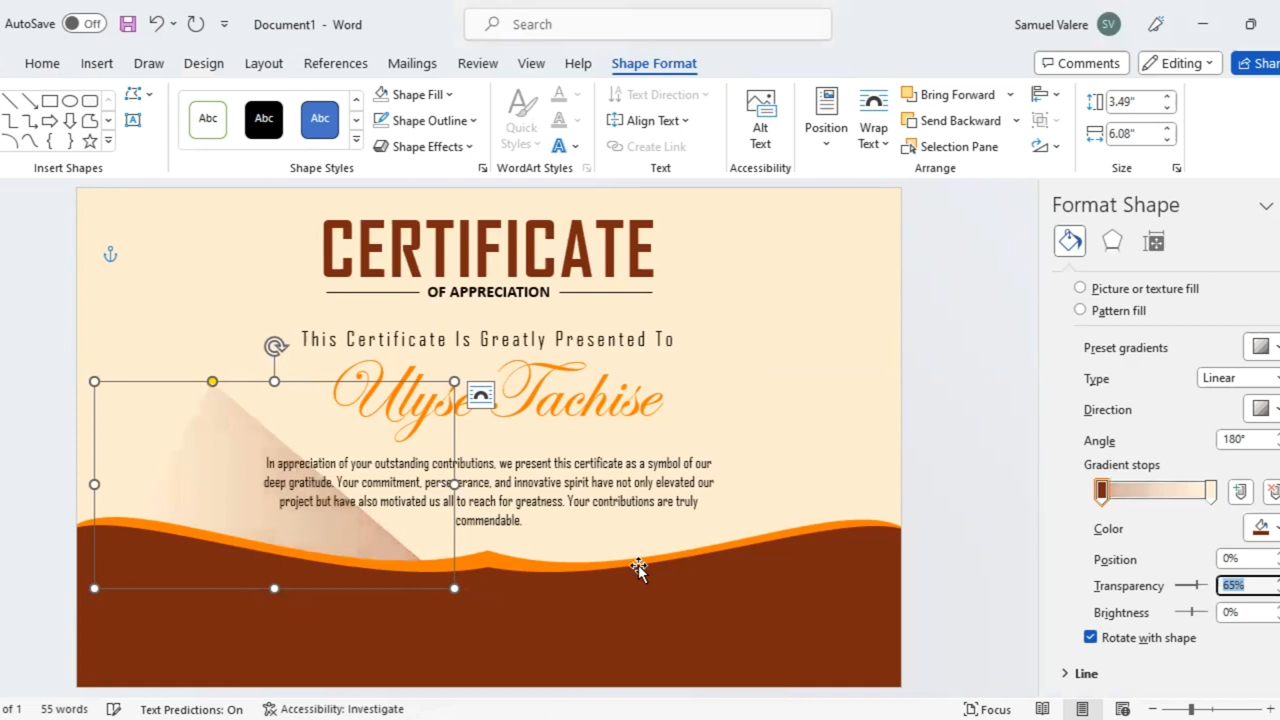 AutoSave Off Document1 - Word Search Samuel Valere SV
Home Insert Draw Design Layout References Mailings Review View Help Shape Format Comments Editing Shar
Abc Abc Abc
Shape Fill
Shape Outline
Shape Effects
Quick
Styles
Text Direction
Align Text
Create Link
Alt
Text
Position
Wrap
Text
Bring Forward
Send Backward
Selection Pane
3.49"
6.08"
Insert Shapes Shape Styles WordArt Styles Text Accessibility Arrange Size
CERTIFICATE
OF APPRECIATION
This Certificate Is Greatly Presented To
Ulyse Tachise
In appreciation of your outstanding contributions, we present this certificate as a symbol of our
deep gratitude. Your commitment, perseverance, and innovative spirit have not only elevated our
project but have also motivated us all to reach for greatness. Your contributions are truly
commendable.
Format Shape
Picture or texture fill
Pattern fill
Preset gradients
Type Linear
Direction
Angle 180°
Gradient stops
Color
Position 0%
Transparency 65%
Brightness 0%
Rotate with shape
Line
of 1 55 words Text Predictions: On Accessibility: Investigate Focus